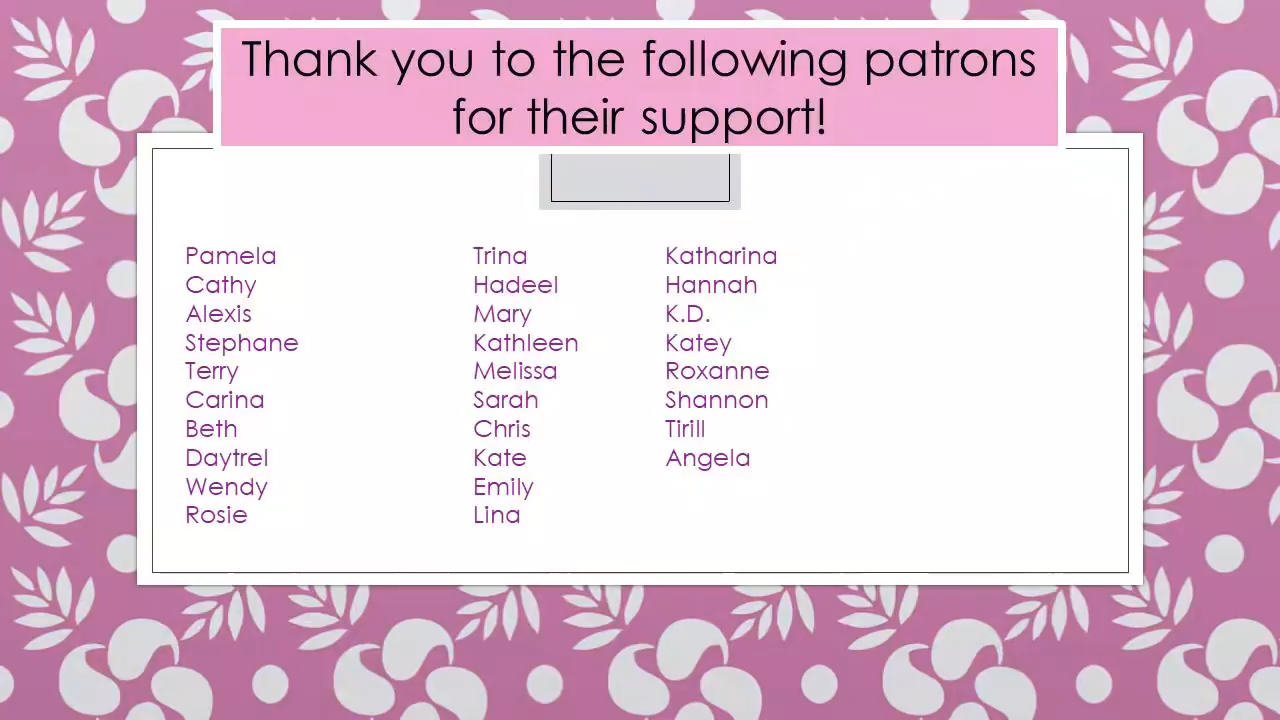 Thank you to the following patrons
for their support!
Pamela
Cathy
Alexis
Stephane
Terry
Carina
Beth
Daytrel
Wendy
Rosie
Trina
Hadeel
Mary
Kathleen
Melissa
Sarah
Chris
Kate
Emily
Lina
Katharina
Hannah
K.D.
Katey
Roxanne
Shannon
Tirill
Angela